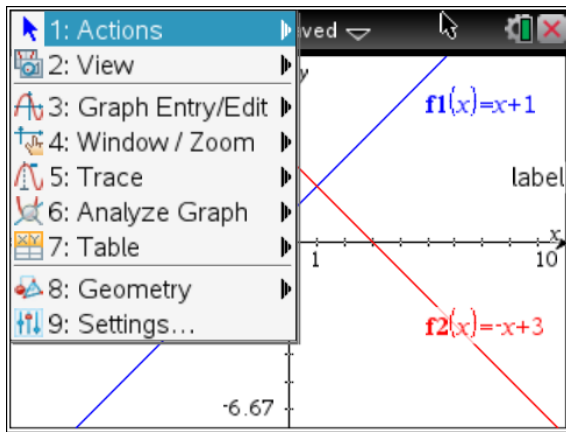 1: Actions
ved
2: View
y
3: Graph Entry/Edit
f1(x)=x+1
4: Window / Zoom
5: Trace
label
6: Analyze Graph
7: Table
x
1
10
8: Geometry
9: Settings...
f2(x)=-x+3
-6.67